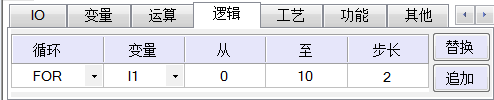 IO 变量 运算 逻辑 工艺 功能 其他
循环 变量 从 至 步长 替换
FOR I1 0 10 2 追加